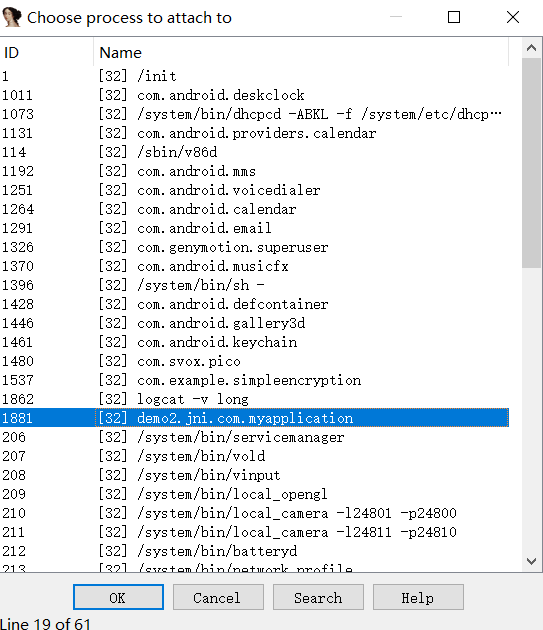 Choose process to attach to
ID Name
1 [32] /init
1011 [32] com.android.deskclock
1073 [32] /system/bin/dhcpcd -ABKL -f /system/etc/dhcp…
1131 [32] com.android.providers.calendar
114 [32] /sbin/v86d
1192 [32] com.android.mms
1251 [32] com.android.voicedialer
1264 [32] com.android.calendar
1291 [32] com.android.email
1326 [32] com.genymotion.superuser
1370 [32] com.android.musicfx
1396 [32] /system/bin/sh -
1428 [32] com.android.defcontainer
1446 [32] com.android.gallery3d
1461 [32] com.android.keychain
1480 [32] com.svox.pico
1537 [32] com.example.simpleencryption
1862 [32] logcat -v long
1881 [32] demo2.jni.com.myapplication
206 [32] /system/bin/servicemanager
207 [32] /system/bin/vold
208 [32] /system/bin/vinput
209 [32] /system/bin/local_opengl
210 [32] /system/bin/local_camera -l24801 -p24800
211 [32] /system/bin/local_camera -l24811 -p24810
212 [32] /system/bin/batteryd
213 [32] /system/bin/network_profile
OK Cancel Search Help
Line 19 of 61